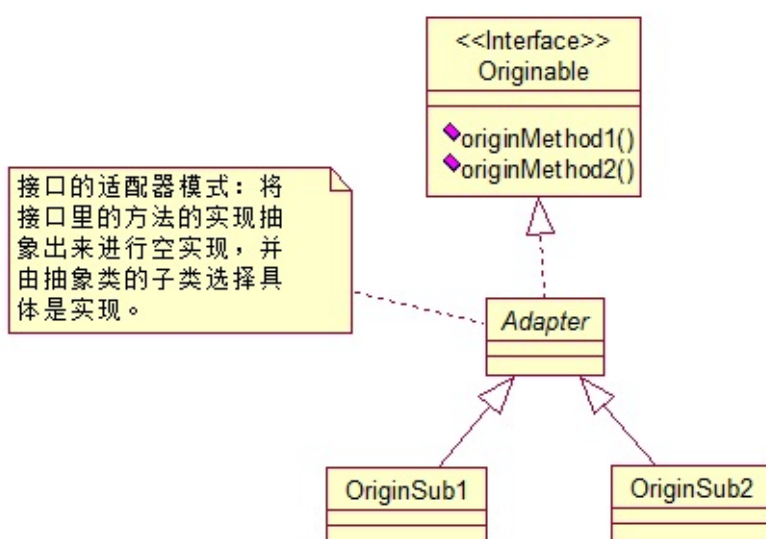 <<Interface>>
Originable
originMethod1()
originMethod2()
接口的适配器模式：将
接口里的方法的实现抽
象出来进行空实现，并
由抽象类的子类选择具
体是实现。
Adapter
OriginSub1
OriginSub2